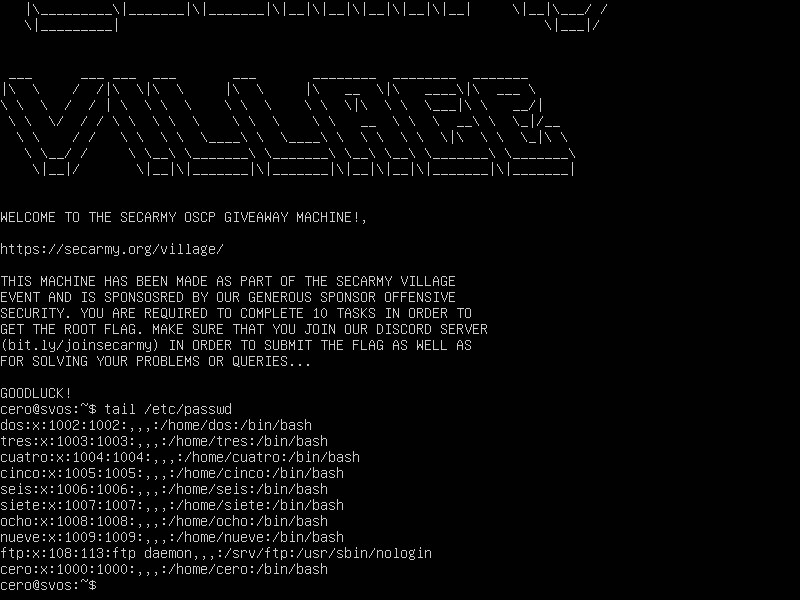 WELCOME TO THE SECARMY OSCP GIVEAWAY MACHINE!,
https://secarmy.org/village/
THIS MACHINE HAS BEEN MADE AS PART OF THE SECARMY VILLAGE
EVENT AND IS SPONSOSRED BY OUR GENEROUS SPONSOR OFFENSIVE
SECURITY. YOU ARE REQUIRED TO COMPLETE 10 TASKS IN ORDER TO
GET THE ROOT FLAG. MAKE SURE THAT YOU JOIN OUR DISCORD SERVER
(bit.ly/joinsecarmy) IN ORDER TO SUBMIT THE FLAG AS WELL AS
FOR SOLVING YOUR PROBLEMS OR QUERIES...
GOODLUCK!
cero@svos:~$ tail /etc/passwd
dos:x:1002:1002:,,,:/home/dos:/bin/bash
tres:x:1003:1003:,,,:/home/tres:/bin/bash
cuatro:x:1004:1004:,,,:/home/cuatro:/bin/bash
cinco:x:1005:1005:,,,:/home/cinco:/bin/bash
seis:x:1006:1006:,,,:/home/seis:/bin/bash
siete:x:1007:1007:,,,:/home/siete:/bin/bash
ocho:x:1008:1008:,,,:/home/ocho:/bin/bash
nueve:x:1009:1009:,,,:/home/nueve:/bin/bash
ftp:x:108:113:ftp daemon,,,:/srv/ftp:/usr/sbin/nologin
cero:x:1000:1000:,,,:/home/cero:/bin/bash
cero@svos:~$